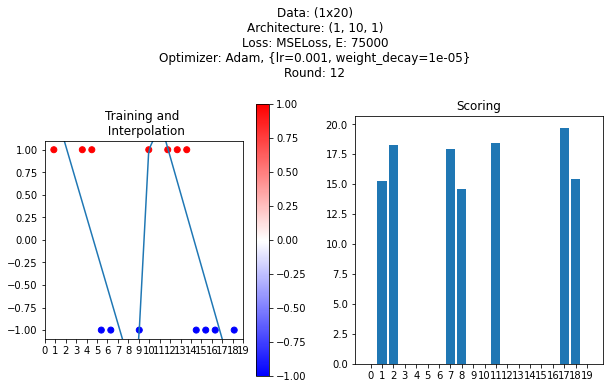 Data: (1x20)
Architecture: (1, 10, 1)
Loss: MSELoss, E: 75000
Optimizer: Adam, {lr=0.001, weight_decay=1e-05}
Round: 12
Training and
Interpolation
1.00
0.75
0.50
0.25
0.00
-0.25
-0.50
-0.75
-1.00
0 1 2 3 4 5 6 7 8 9 10 11 12 13 14 15 16 17 18 19
1.00
0.75
0.50
0.25
0.00
−0.25
−0.50
−0.75
−1.00
Scoring
20.0
17.5
15.0
12.5
10.0
7.5
5.0
2.5
0.0
0 1 2 3 4 5 6 7 8 9 10 11 12 13 14 15 16 17 18 19